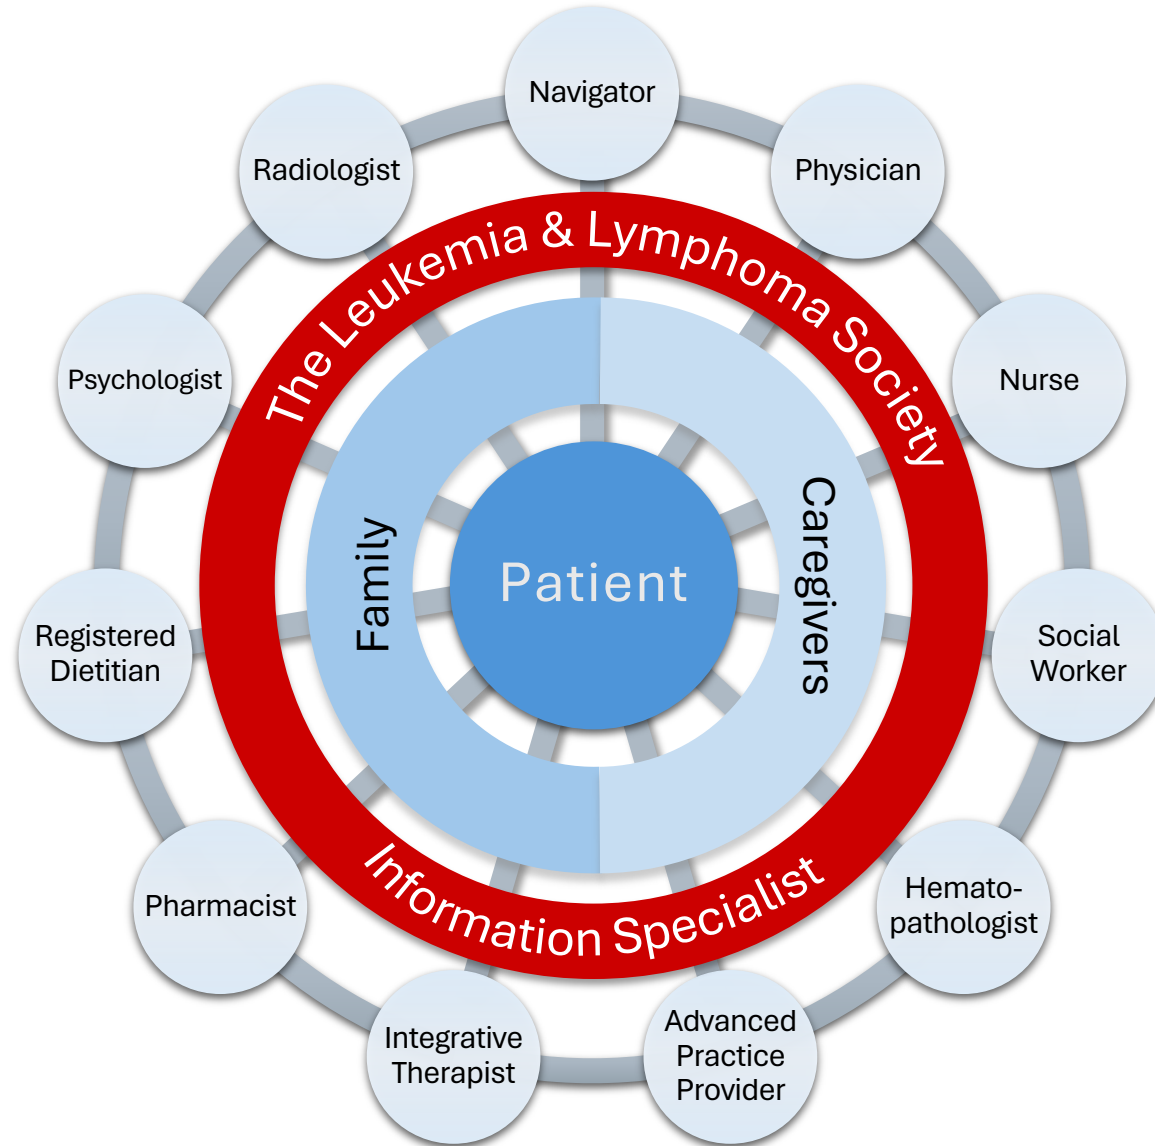 Navigator
Physician
Nurse
Social
Worker
Hemato-
pathologist
Advanced
Practice
Provider
Integrative
Therapist
Pharmacist
Registered
Dietitian
Psychologist
Radiologist
The Leukemia & Lymphoma Society
Information Specialist
Family
Caregivers
Patient